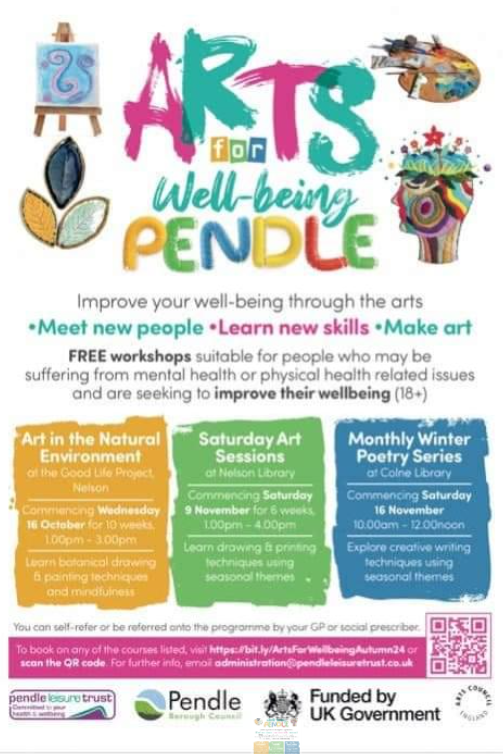 ARTS
for
Well-being
PENDLE
Improve your well-being through the arts
•Meet new people •Learn new skills •Make art
FREE workshops suitable for people who may be
suffering from mental health or physical health related issues
and are seeking to improve their wellbeing (18+)
Art in the Natural
Environment
at the Good Life Project,
Nelson
Commencing Wednesday
16 October for 10 weeks,
1.00pm - 3.00pm
Learn botanical drawing
& painting techniques
and mindfulness
Saturday Art
Sessions
at Nelson Library
Commencing Saturday
9 November for 6 weeks,
1.00pm - 4.00pm
Learn drawing & printing
techniques using
seasonal themes
Monthly Winter
Poetry Series
at Colne Library
Commencing Saturday
16 November
10.00am - 12.00noon
Explore creative writing
techniques using
seasonal themes
You can self-refer or be referred onto the programme by your GP or social prescriber.
To book on any of the courses listed, visit https://bit.ly/ArtsForWellbeingAutumn24 or
scan the QR code. For further info, email administration@pendleleisuretrust.co.uk
pendle leisure trust
Committed to your
health & wellbeing
Pendle
Borough Council
Funded by
UK Government
ARTS COUNCIL
ENGLAND